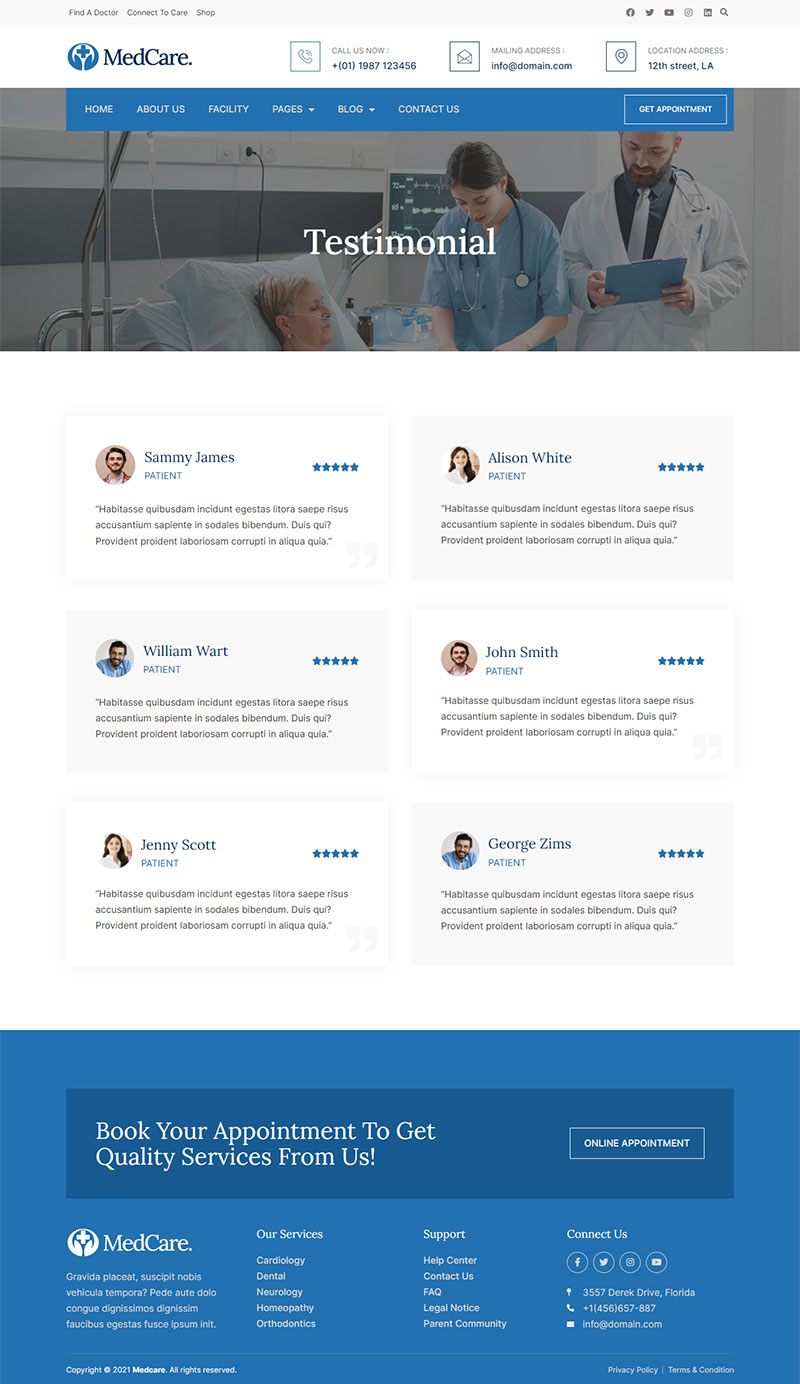 Find A Doctor Connect To Care Shop
MedCare.
CALL US NOW :
+(01) 1987 123456
MAILING ADDRESS :
info@domain.com
LOCATION ADDRESS :
12th street, LA
HOME ABOUT US FACILITY PAGES BLOG CONTACT US
GET APPOINTMENT
Testimonial
Sammy James
PATIENT
“Habitasse quibusdam incidunt egestas litora saepe risus
accusantium sapiente in sodales bibendum. Duis qui?
Provident proident laboriosam corrupti in aliqua quia.”
Alison White
PATIENT
“Habitasse quibusdam incidunt egestas litora saepe risus
accusantium sapiente in sodales bibendum. Duis qui?
Provident proident laboriosam corrupti in aliqua quia.”
William Wart
PATIENT
“Habitasse quibusdam incidunt egestas litora saepe risus
accusantium sapiente in sodales bibendum. Duis qui?
Provident proident laboriosam corrupti in aliqua quia.”
John Smith
PATIENT
“Habitasse quibusdam incidunt egestas litora saepe risus
accusantium sapiente in sodales bibendum. Duis qui?
Provident proident laboriosam corrupti in aliqua quia.”
Jenny Scott
PATIENT
“Habitasse quibusdam incidunt egestas litora saepe risus
accusantium sapiente in sodales bibendum. Duis qui?
Provident proident laboriosam corrupti in aliqua quia.”
George Zims
PATIENT
“Habitasse quibusdam incidunt egestas litora saepe risus
accusantium sapiente in sodales bibendum. Duis qui?
Provident proident laboriosam corrupti in aliqua quia.”
Book Your Appointment To Get
Quality Services From Us!
ONLINE APPOINTMENT
MedCare.
Gravida placeat, suscipit nobis
vehicula tempora? Pede aute dolo
congue dignissimos dignissim
faucibus egestas fusce ipsum init.
Our Services
Cardiology
Dental
Neurology
Homeopathy
Orthodontics
Support
Help Center
Contact Us
FAQ
Legal Notice
Parent Community
Connect Us
3557 Derek Drive, Florida
+1(456)657-887
info@domain.com
Copyright © 2021 Medcare. All rights reserved.
Privacy Policy | Terms & Condition